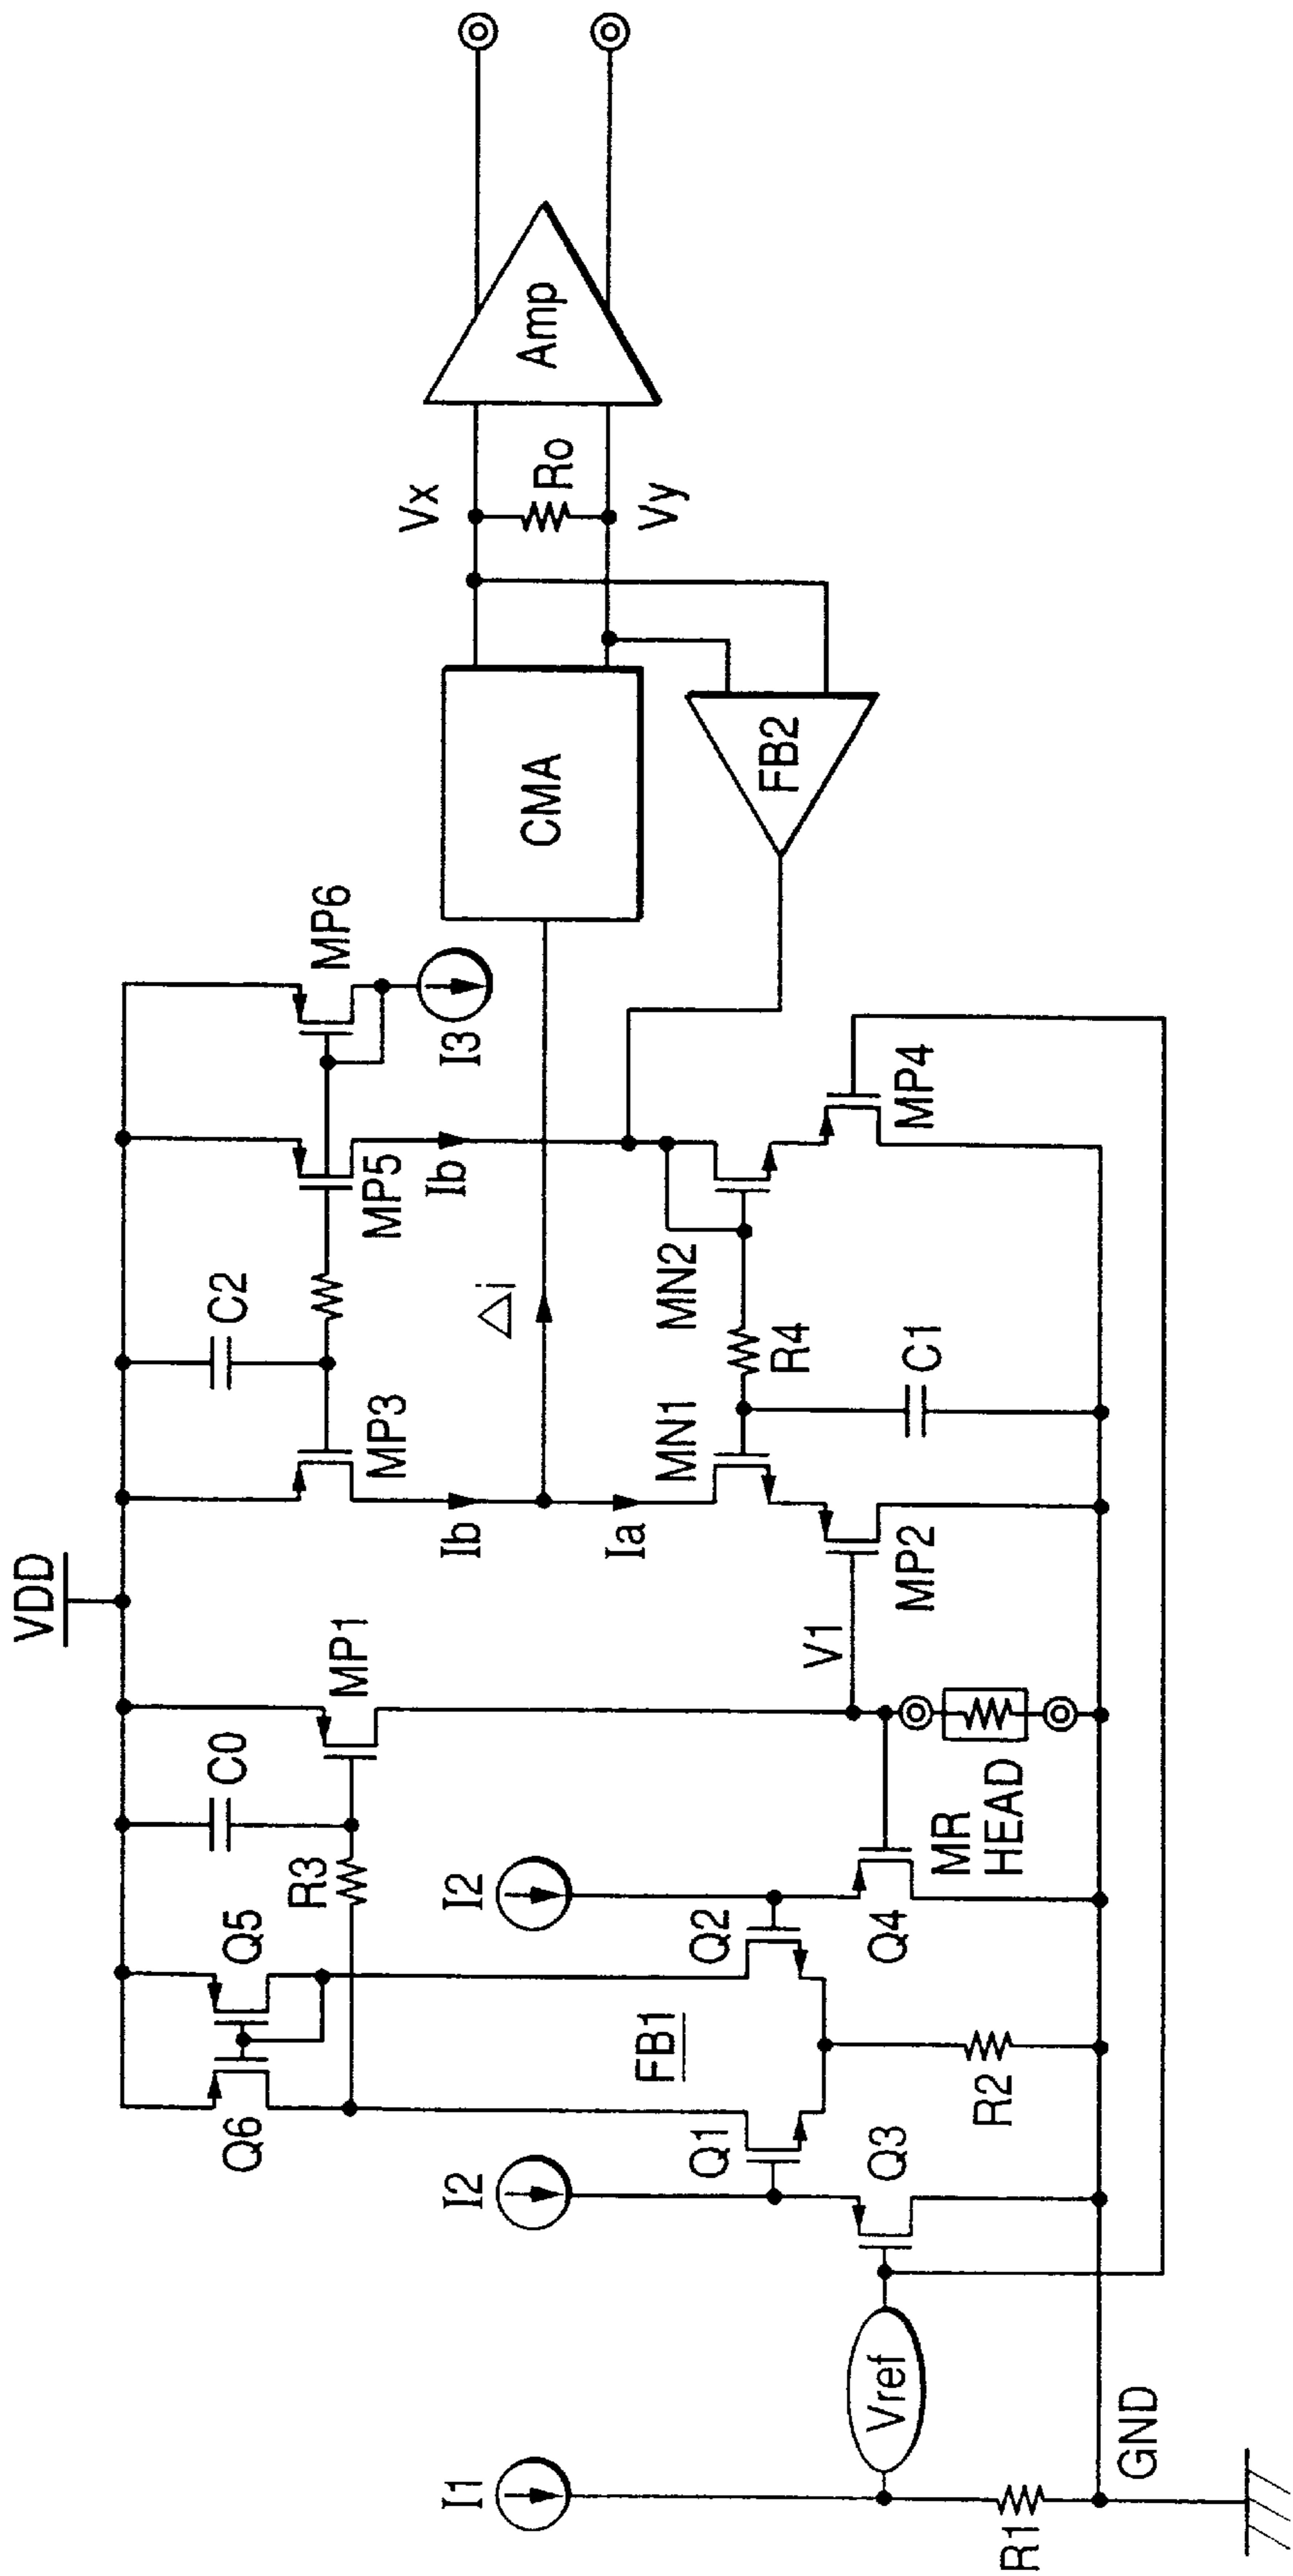 VDD
C0
C2
Q6
Q5
R3
MP1
MP3
MP5
MP6
I1
I2
I2
Ib
Ib
I3
Δi
Ia
CMA
Vx
Ro
Vy
Amp
FB1
Q1
Q2
V1
MN1
MN2
R4
FB2
Vref
Q3
Q4
MR
HEAD
MP2
C1
MP4
R1
R2
GND